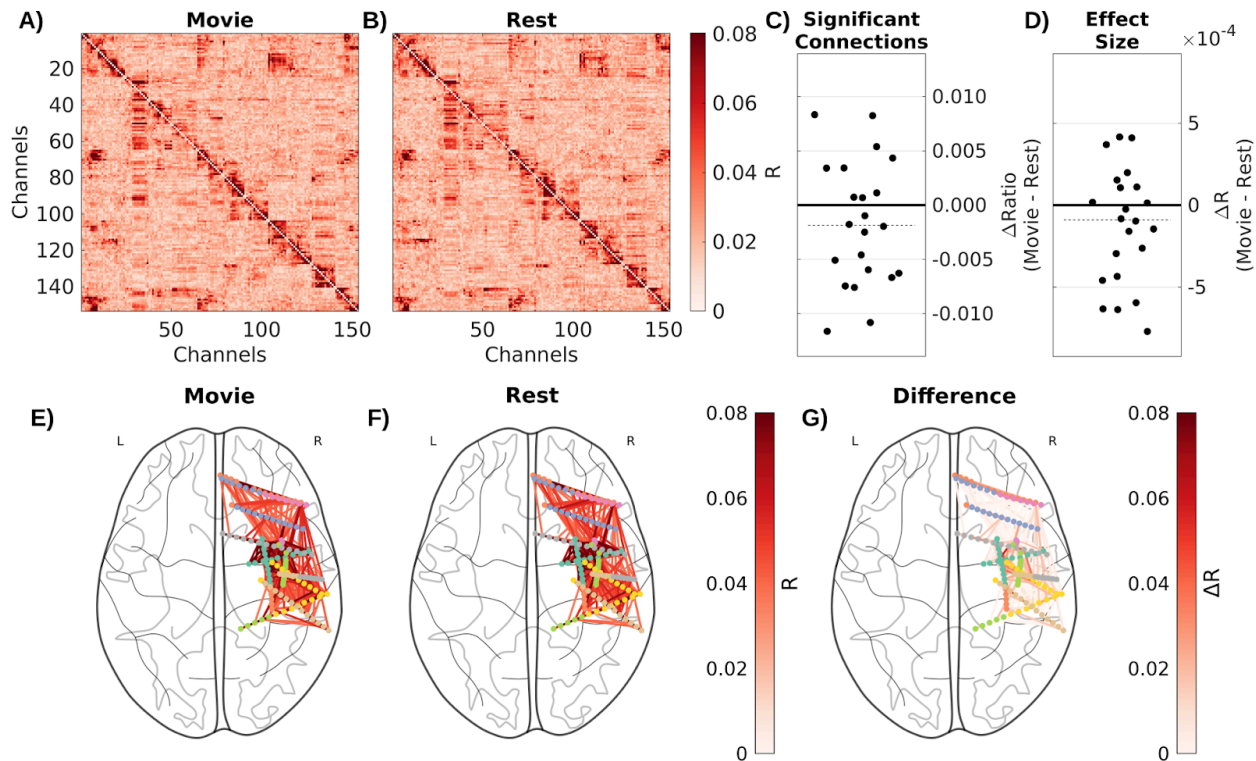 A)
Movie
20
40
60
80
100
120
140
Channels
50
100
150
Channels
B)
Rest
50
100
150
Channels
0.08
0.06
0.04
0.02
0
R
C)
Significant
Connections
0.010
0.005
0.000
-0.005
-0.010
ΔRatio
(Movie - Rest)
D)
Effect
Size
×10-4
5
0
-5
ΔR
(Movie - Rest)
E)
Movie
L
R
F)
Rest
L
R
0.08
0.06
0.04
0.02
0
R
G)
Difference
L
R
0.08
0.06
0.04
0.02
0
ΔR